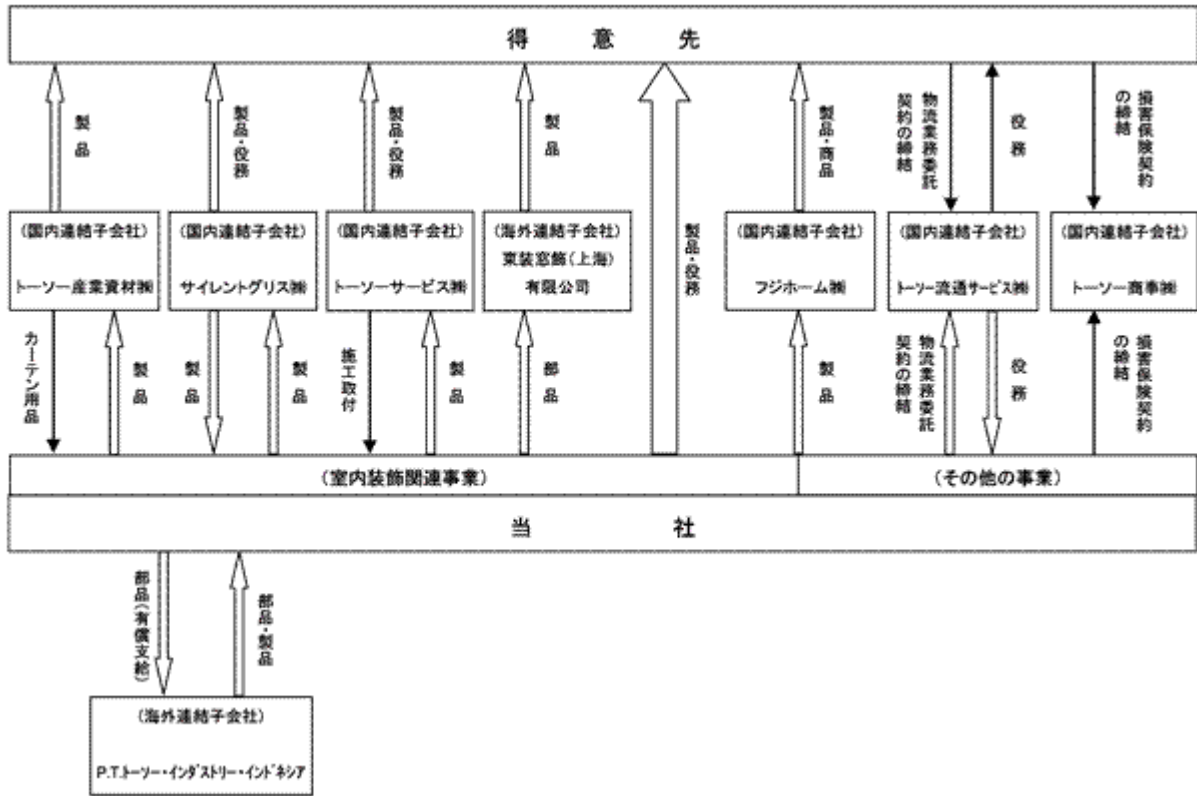 得意先
製品
製品・役務
製品・役務
製品
製品・役務
製品・商品
物流業務委託
契約の締結
役務
損害保険契約
の締結
(国内連結子会社)
トーソー産業資材㈱
(国内連結子会社)
サイレントグリス㈱
(国内連結子会社)
トーソーサービス㈱
(海外連結子会社)
東装窓飾(上海)
有限公司
(国内連結子会社)
フジホーム㈱
(国内連結子会社)
トーソー流通サービス㈱
(国内連結子会社)
トーソー商事㈱
カーテン用品
製品
製品
製品
施工取付
製品
部品
製品
物流業務委託
契約の締結
役務
損害保険契約
の締結
(室内装飾関連事業)
(その他の事業)
当社
部品(有償支給)
部品・製品
(海外連結子会社)
P.T.トーソー・インダストリー・インドネシア